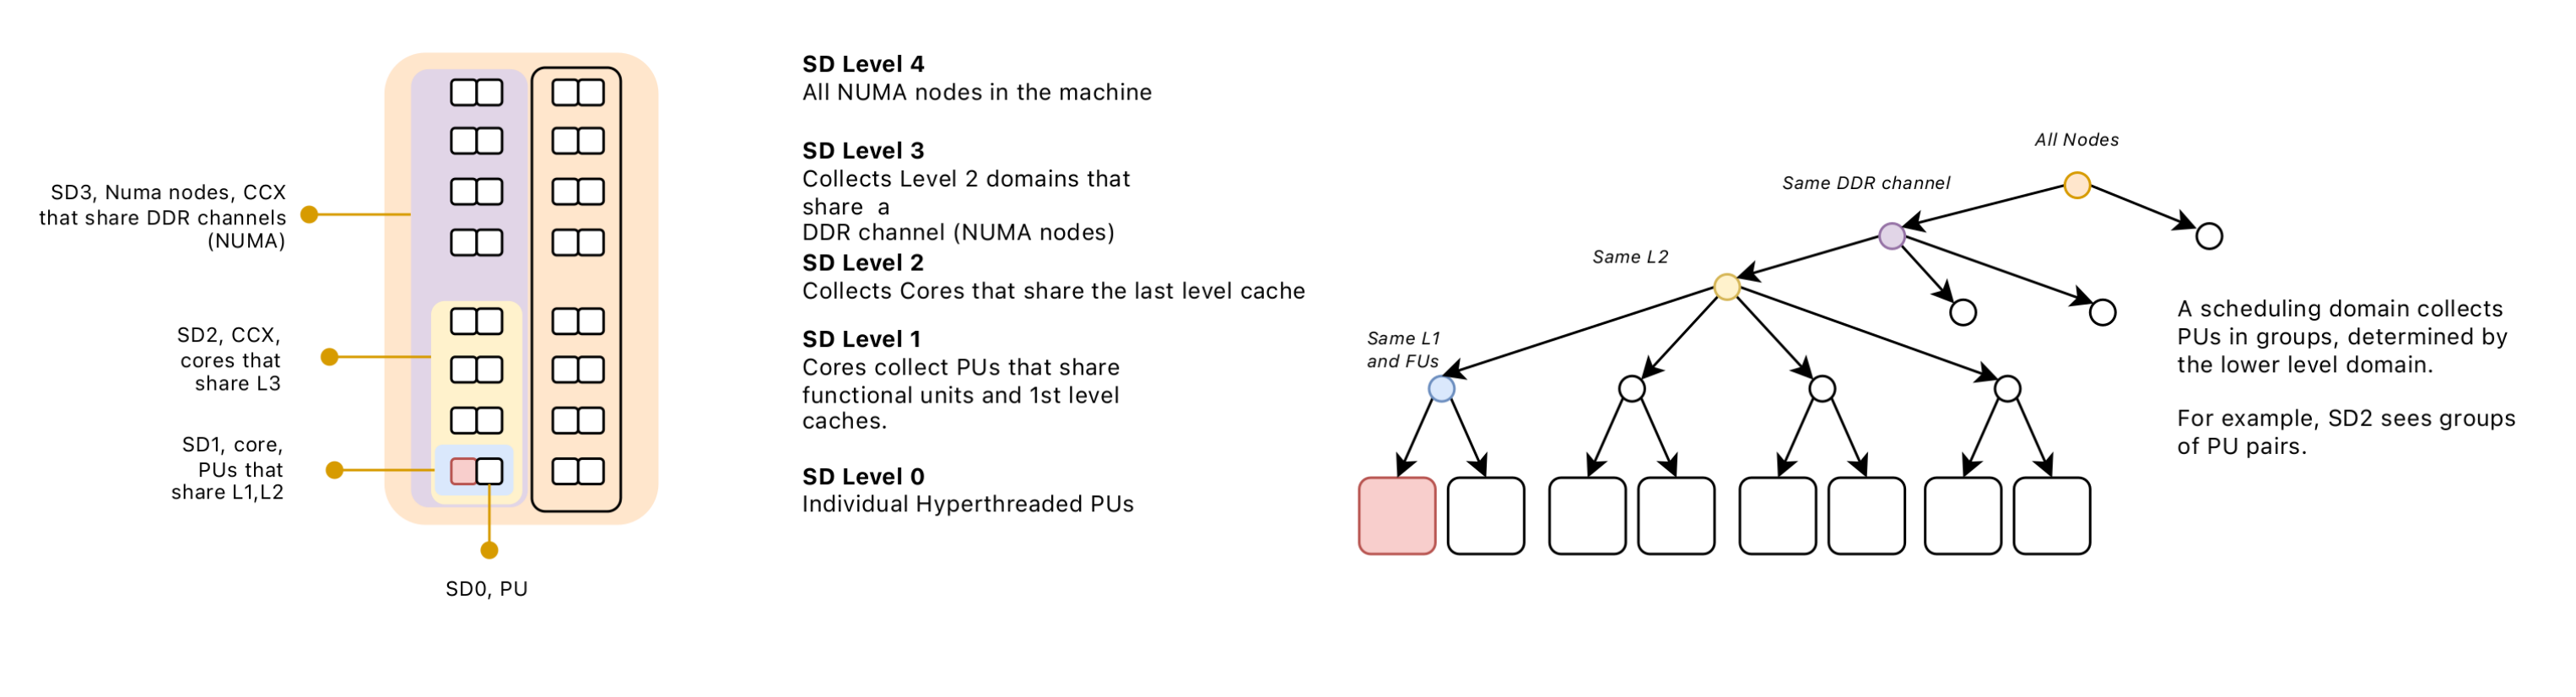 SD3, Numa nodes, CCX
that share DDR channels
(NUMA)
SD2, CCX,
cores that
share L3
SD1, core,
PUs that
share L1,L2
SD0, PU
SD Level 4
All NUMA nodes in the machine
SD Level 3
Collects Level 2 domains that
share a
DDR channel (NUMA nodes)
SD Level 2
Collects Cores that share the last level cache
SD Level 1
Cores collect PUs that share
functional units and 1st level
caches.
SD Level 0
Individual Hyperthreaded PUs
All Nodes
Same DDR channel
Same L2
Same L1
and FUs
A scheduling domain collects
PUs in groups, determined by
the lower level domain.
For example, SD2 sees groups
of PU pairs.